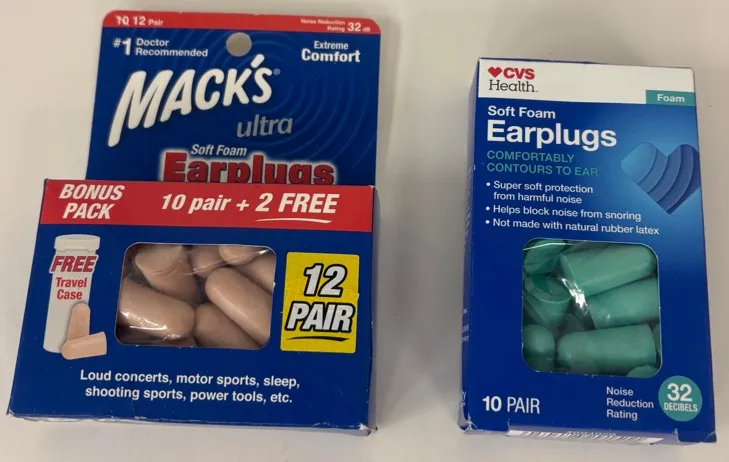 10 12 Pair
Noise Reduction
Rating 32 dB
#1 Doctor
Recommended
Extreme
Comfort
MACK'S®
ultra
Soft Foam
Earplugs
BONUS
PACK
10 pair + 2 FREE
FREE
Travel
Case
12
PAIR
Loud concerts, motor sports, sleep,
shooting sports, power tools, etc.
CVS
Health.
Foam
Soft Foam
Earplugs
COMFORTABLY
CONTOURS TO EAR
• Super soft protection
from harmful noise
• Helps block noise from snoring
• Not made with natural rubber latex
10 PAIR
Noise
Reduction
Rating
32
DECIBELS